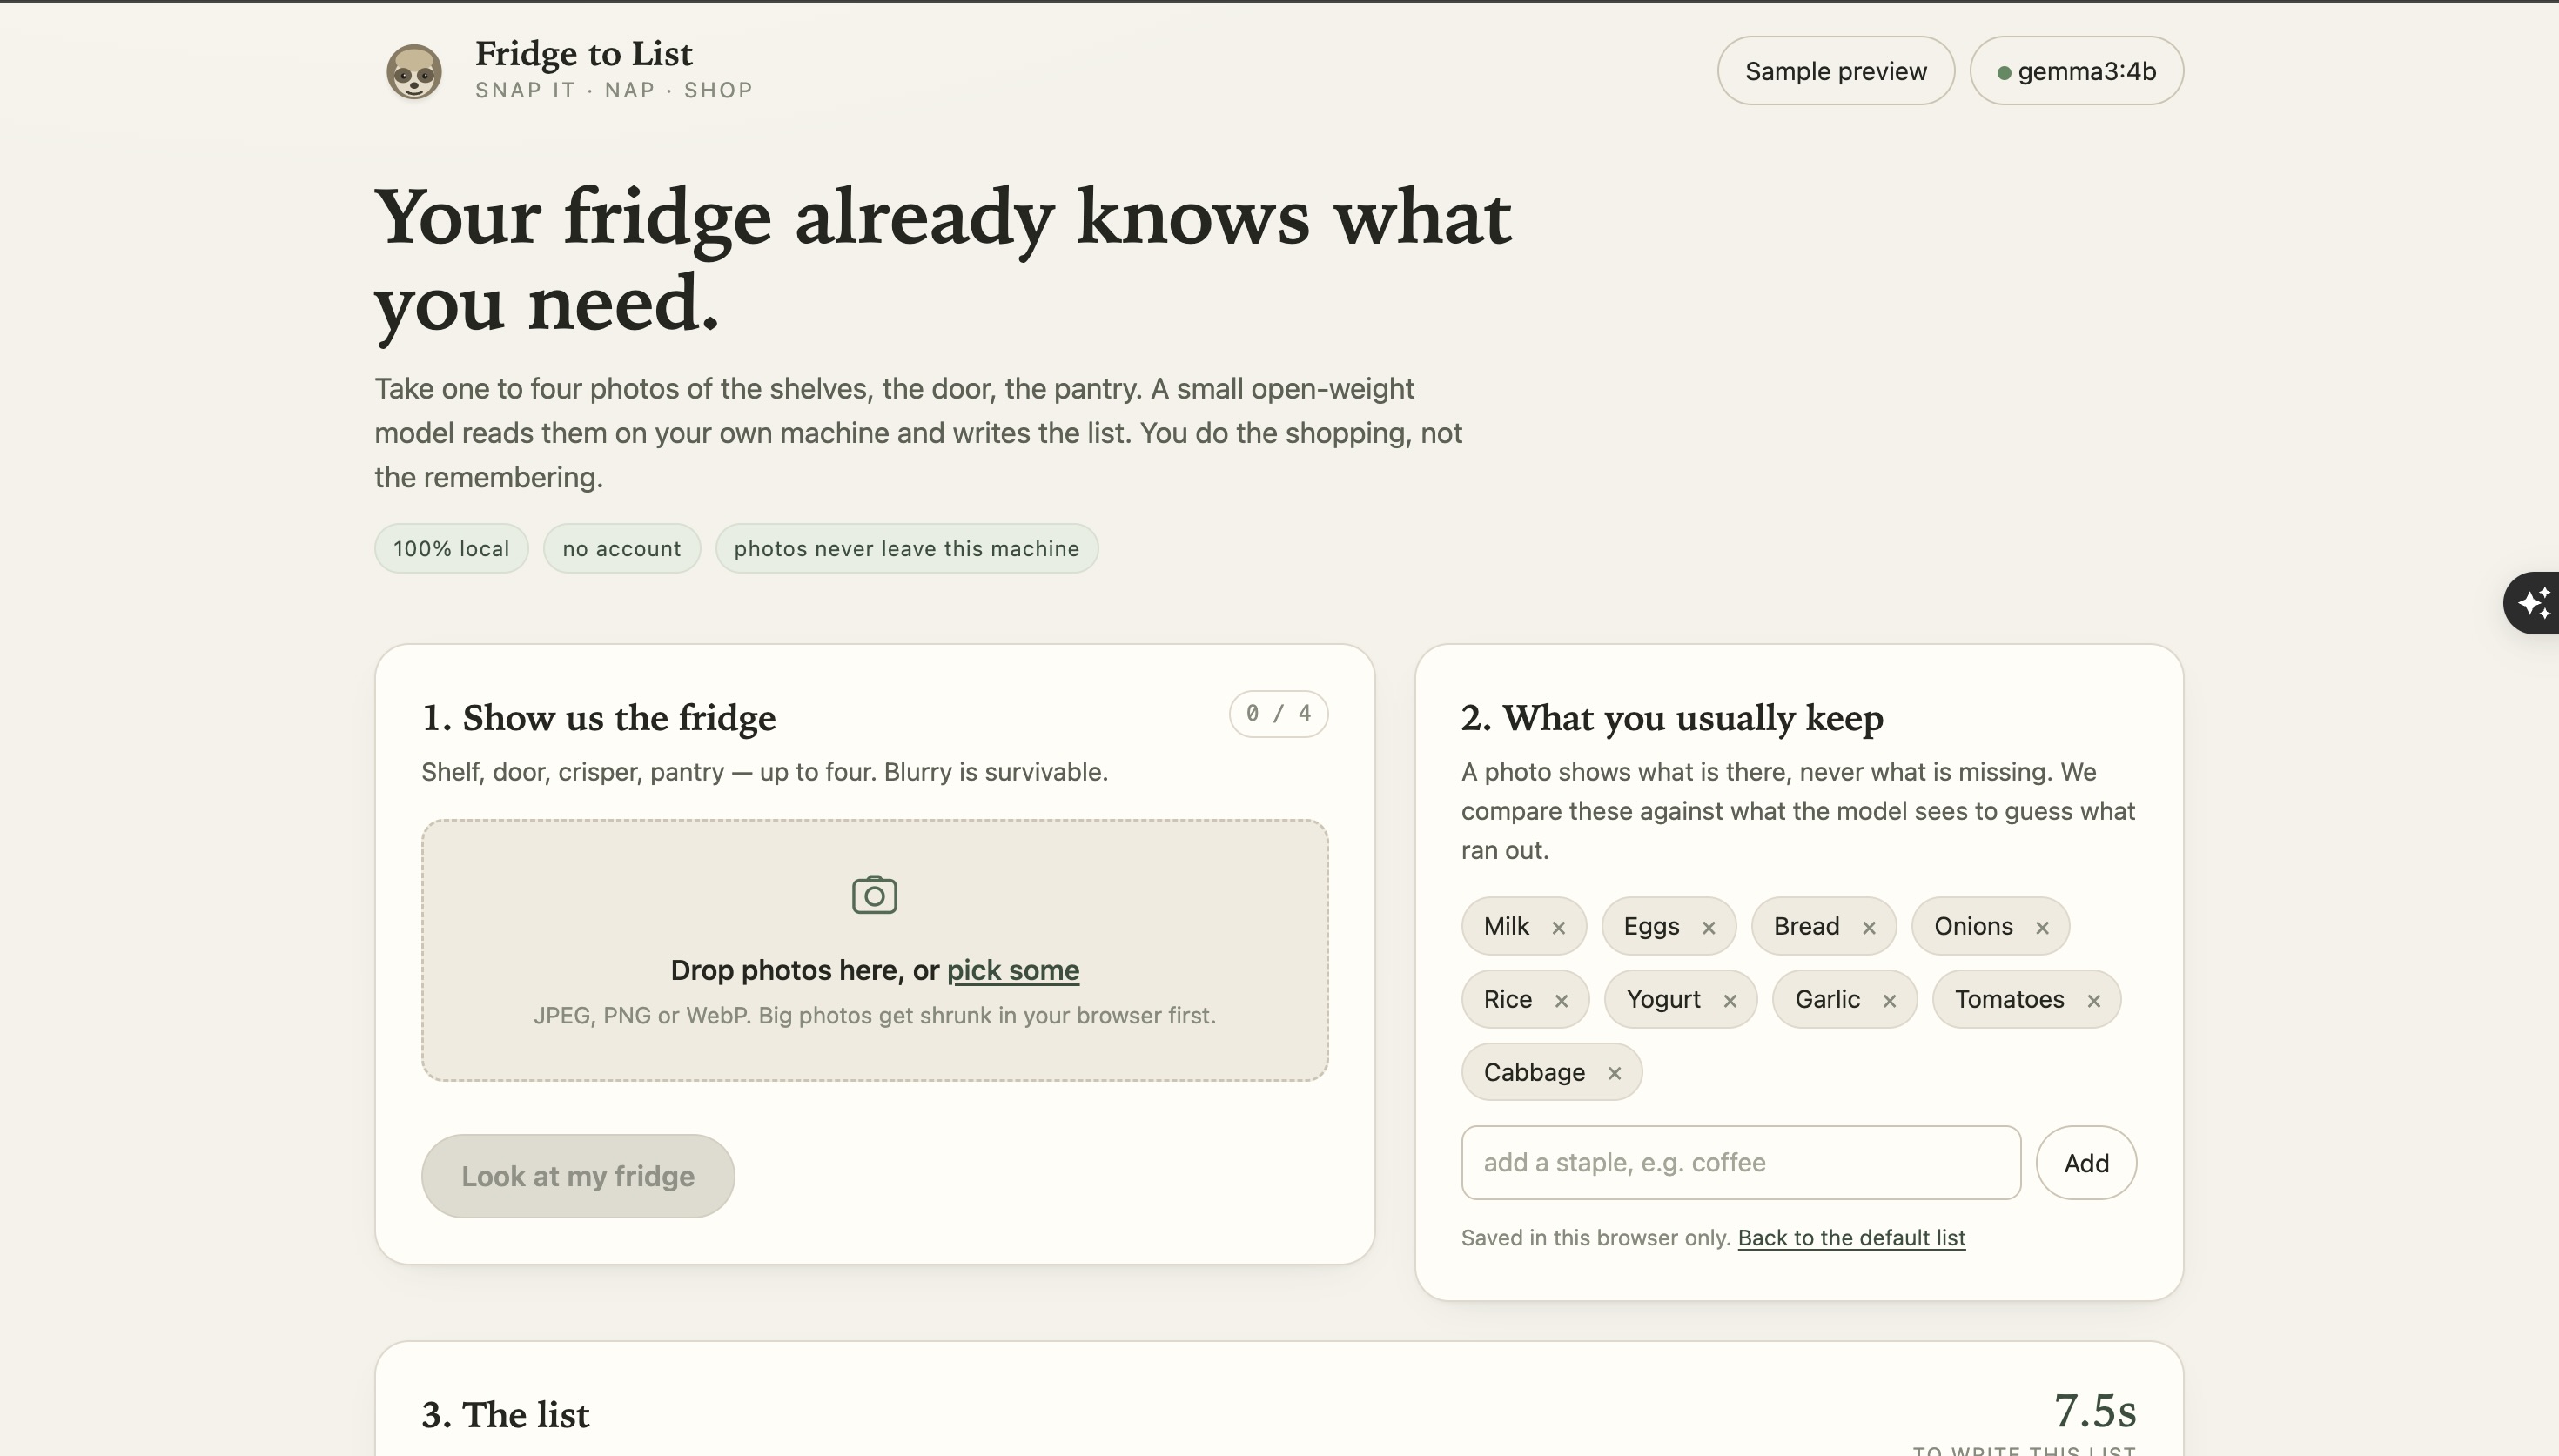 Fridge to List
SNAP IT · NAP · SHOP
Sample preview
gemma3:4b
Your fridge already knows what
you need.
Take one to four photos of the shelves, the door, the pantry. A small open-weight
model reads them on your own machine and writes the list. You do the shopping, not
the remembering.
100% local
no account
photos never leave this machine
1. Show us the fridge
0 / 4
Shelf, door, crisper, pantry — up to four. Blurry is survivable.
Drop photos here, or pick some
JPEG, PNG or WebP. Big photos get shrunk in your browser first.
Look at my fridge
2. What you usually keep
A photo shows what is there, never what is missing. We
compare these against what the model sees to guess what
ran out.
Milk ×
Eggs ×
Bread ×
Onions ×
Rice ×
Yogurt ×
Garlic ×
Tomatoes ×
Cabbage ×
add a staple, e.g. coffee
Add
Saved in this browser only. Back to the default list
3. The list
7.5s
TO WRITE THIS LIST